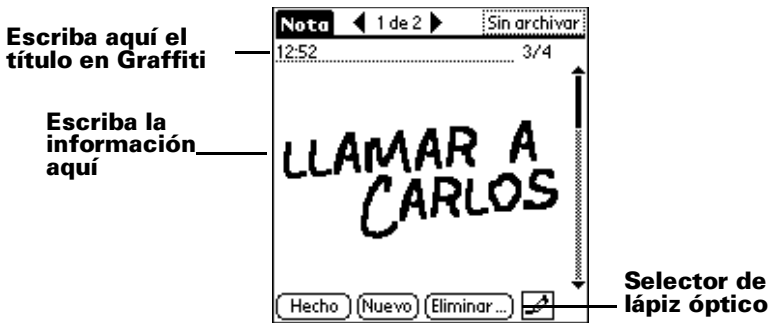 Nota 1 de 2 Sin archivar
Escriba aquí el
título en Graffiti
12:52 3/4
Escriba la
información
aquí
LLAMAR A
CARLOS
Hecho Nuevo Eliminar...
Selector de
lápiz óptico